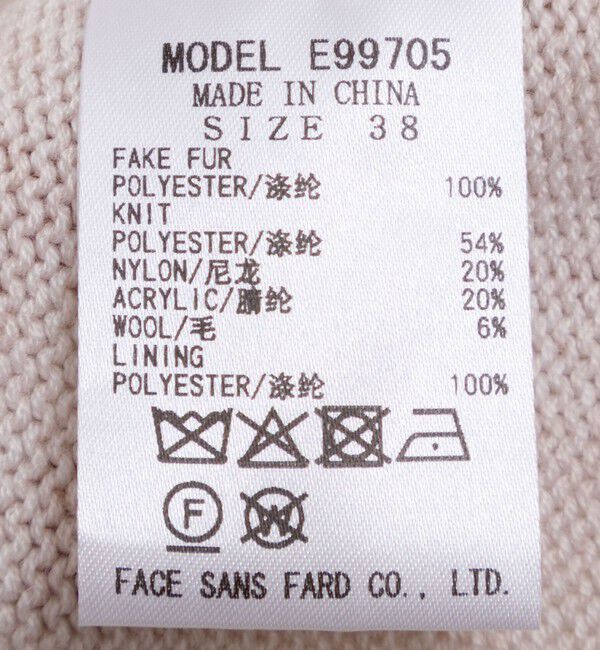 MODEL E99705
MADE IN CHINA
SIZE 38
FAKE FUR
POLYESTER/涤纶 100%
KNIT
POLYESTER/涤纶 54%
NYLON/尼龙 20%
ACRYLIC/腈纶 20%
WOOL/毛 6%
LINING
POLYESTER/涤纶 100%
F W
FACE SANS FARD CO., LTD.